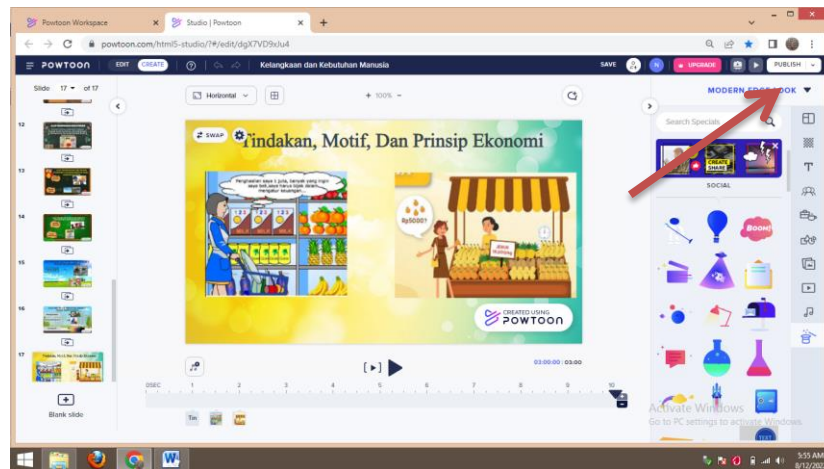 Powtoon Workspace
Studio | Powtoon
powtoon.com/html5-studio/?#/edit/dgX7VD9xJu4
POWTOON EDIT CREATE Kelangkaan dan Kebutuhan Manusia SAVE N UPGRADE PUBLISH
Slide 17 of 17
Horizontal
+ 100% -
MODERN EDGE LOOK
Search Specials
CREATE
SHARE
SOCIAL
12
13
14
15
16
17
Blank slide
SWAP
Tindakan, Motif, Dan Prinsip Ekonomi
Rp5000?
CREATED USING
POWTOON
BOOM!
03:00:00 / 03:00
0SEC 1 2 3 4 5 6 7 8 9 10
Activate Windows
Go to PC settings to activate Windows.
TEXT
5:55 AM